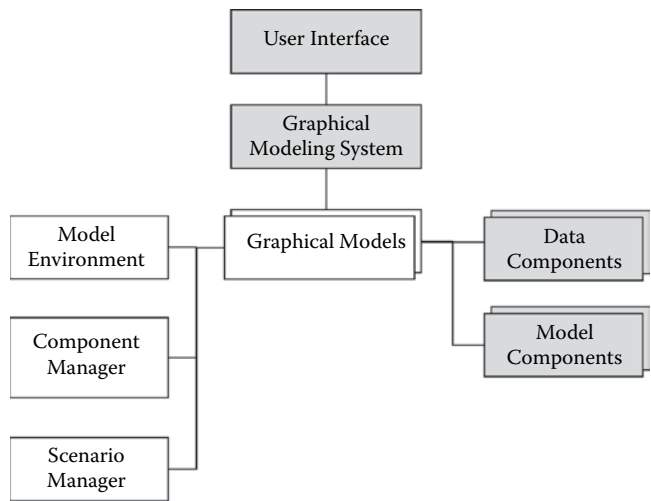 User Interface
Graphical
Modeling System
Graphical Models
Model
Environment
Component
Manager
Scenario
Manager
Data
Components
Model
Components